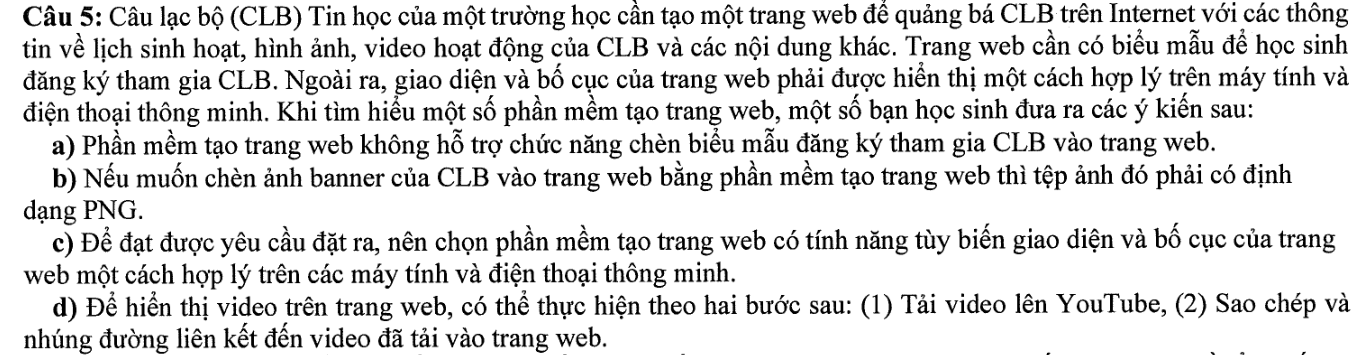 Câu 5: Câu lạc bộ (CLB) Tin học của một trường học cần tạo một trang web để quảng bá CLB trên Internet với các thông
tin về lịch sinh hoạt, hình ảnh, video hoạt động của CLB và các nội dung khác. Trang web cần có biểu mẫu để học sinh
đăng ký tham gia CLB. Ngoài ra, giao diện và bố cục của trang web phải được hiển thị một cách hợp lý trên máy tính và
điện thoại thông minh. Khi tìm hiểu một số phần mềm tạo trang web, một số bạn học sinh đưa ra các ý kiến sau:
a) Phần mềm tạo trang web không hỗ trợ chức năng chèn biểu mẫu đăng ký tham gia CLB vào trang web.
b) Nếu muốn chèn ảnh banner của CLB vào trang web bằng phần mềm tạo trang web thì tệp ảnh đó phải có định
dạng PNG.
c) Để đạt được yêu cầu đặt ra, nên chọn phần mềm tạo trang web có tính năng tùy biến giao diện và bố cục của trang
web một cách hợp lý trên các máy tính và điện thoại thông minh.
d) Để hiển thị video trên trang web, có thể thực hiện theo hai bước sau: (1) Tải video lên YouTube, (2) Sao chép và
nhúng đường liên kết đến video đã tải vào trang web.